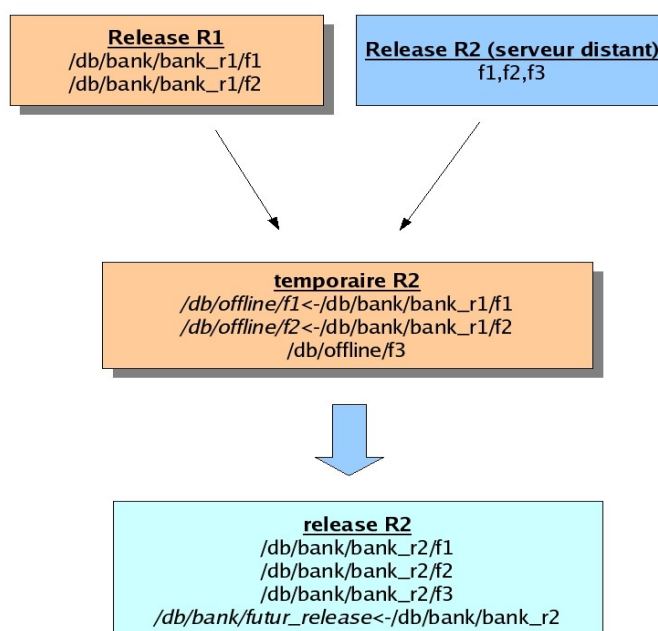 Release R1
/db/bank/bank_r1/f1
/db/bank/bank_r1/f2
Release R2 (serveur distant)
f1,f2,f3
temporaire R2
/db/offline/f1<-/db/bank/bank_r1/f1
/db/offline/f2<-/db/bank/bank_r1/f2
/db/offline/f3
release R2
/db/bank/bank_r2/f1
/db/bank/bank_r2/f2
/db/bank/bank_r2/f3
/db/bank/futur_release<-/db/bank/bank_r2